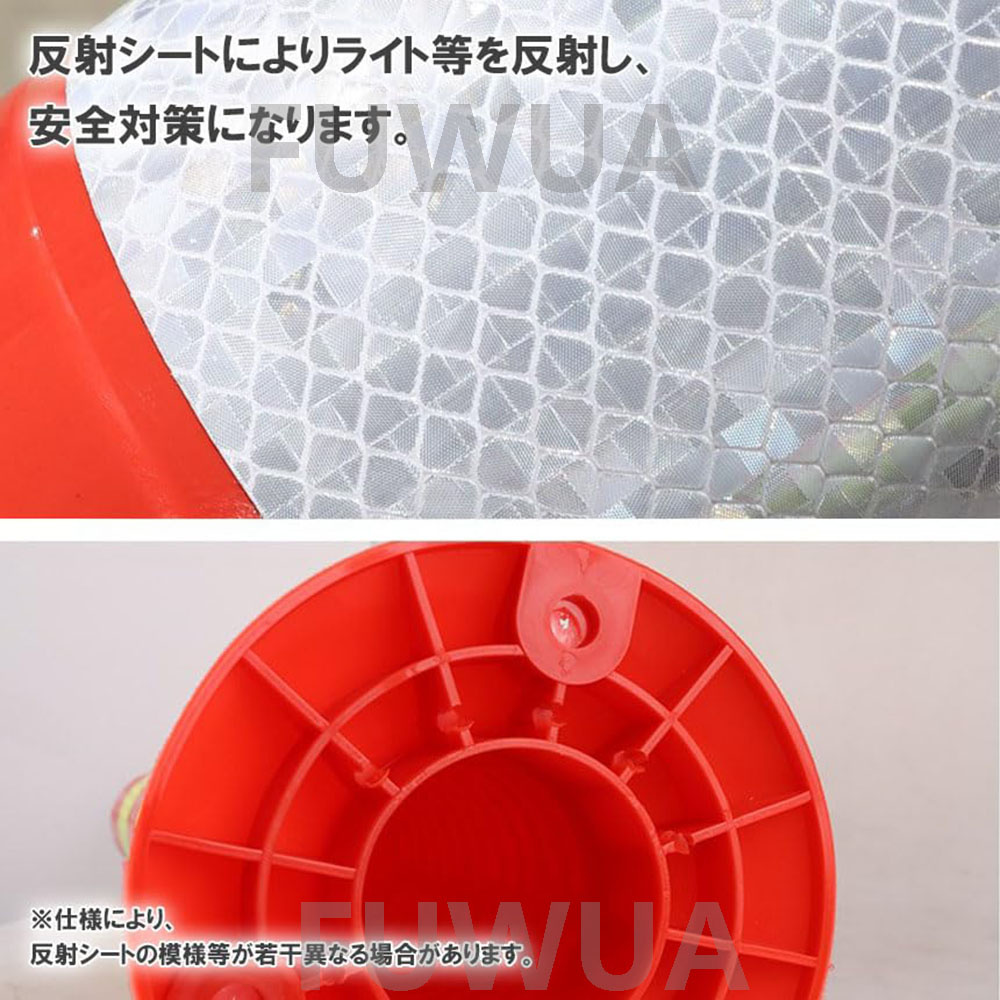 反射シートによりライト等を反射し、
安全対策になります。
FUWUA
※仕様により、
反射シートの模様等が若干異なる場合があります。
FUWUA